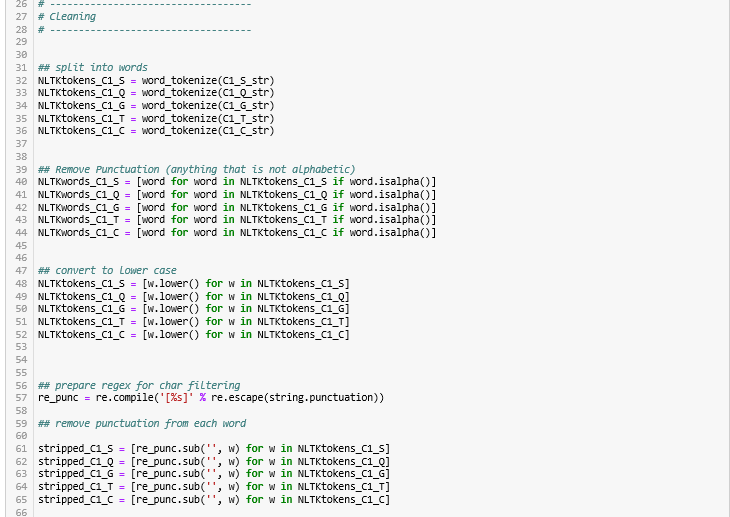 26 # ---------------------------------
27 # Cleaning
28 # ---------------------------------
29
30
31 ## split into words
32 NLTKtokens_C1_S = word_tokenize(C1_S_str)
33 NLTKtokens_C1_Q = word_tokenize(C1_Q_str)
34 NLTKtokens_C1_G = word_tokenize(C1_G_str)
35 NLTKtokens_C1_T = word_tokenize(C1_T_str)
36 NLTKtokens_C1_C = word_tokenize(C1_C_str)
37
38
39 ## Remove Punctuation (anything that is not alphabetic)
40 NLTKwords_C1_S = [word for word in NLTKtokens_C1_S if word.isalpha()]
41 NLTKwords_C1_Q = [word for word in NLTKtokens_C1_Q if word.isalpha()]
42 NLTKwords_C1_G = [word for word in NLTKtokens_C1_G if word.isalpha()]
43 NLTKwords_C1_T = [word for word in NLTKtokens_C1_T if word.isalpha()]
44 NLTKwords_C1_C = [word for word in NLTKtokens_C1_C if word.isalpha()]
45
46
47 ## convert to lower case
48 NLTKtokens_C1_S = [w.lower() for w in NLTKtokens_C1_S]
49 NLTKtokens_C1_Q = [w.lower() for w in NLTKtokens_C1_Q]
50 NLTKtokens_C1_G = [w.lower() for w in NLTKtokens_C1_G]
51 NLTKtokens_C1_T = [w.lower() for w in NLTKtokens_C1_T]
52 NLTKtokens_C1_C = [w.lower() for w in NLTKtokens_C1_C]
53
54
55
56 ## prepare regex for char filtering
57 re_punc = re.compile('[%s]' % re.escape(string.punctuation))
58
59 ## remove punctuation from each word
60
61 stripped_C1_S = [re_punc.sub('', w) for w in NLTKtokens_C1_S]
62 stripped_C1_Q = [re_punc.sub('', w) for w in NLTKtokens_C1_Q]
63 stripped_C1_G = [re_punc.sub('', w) for w in NLTKtokens_C1_G]
64 stripped_C1_T = [re_punc.sub('', w) for w in NLTKtokens_C1_T]
65 stripped_C1_C = [re_punc.sub('', w) for w in NLTKtokens_C1_C]
66